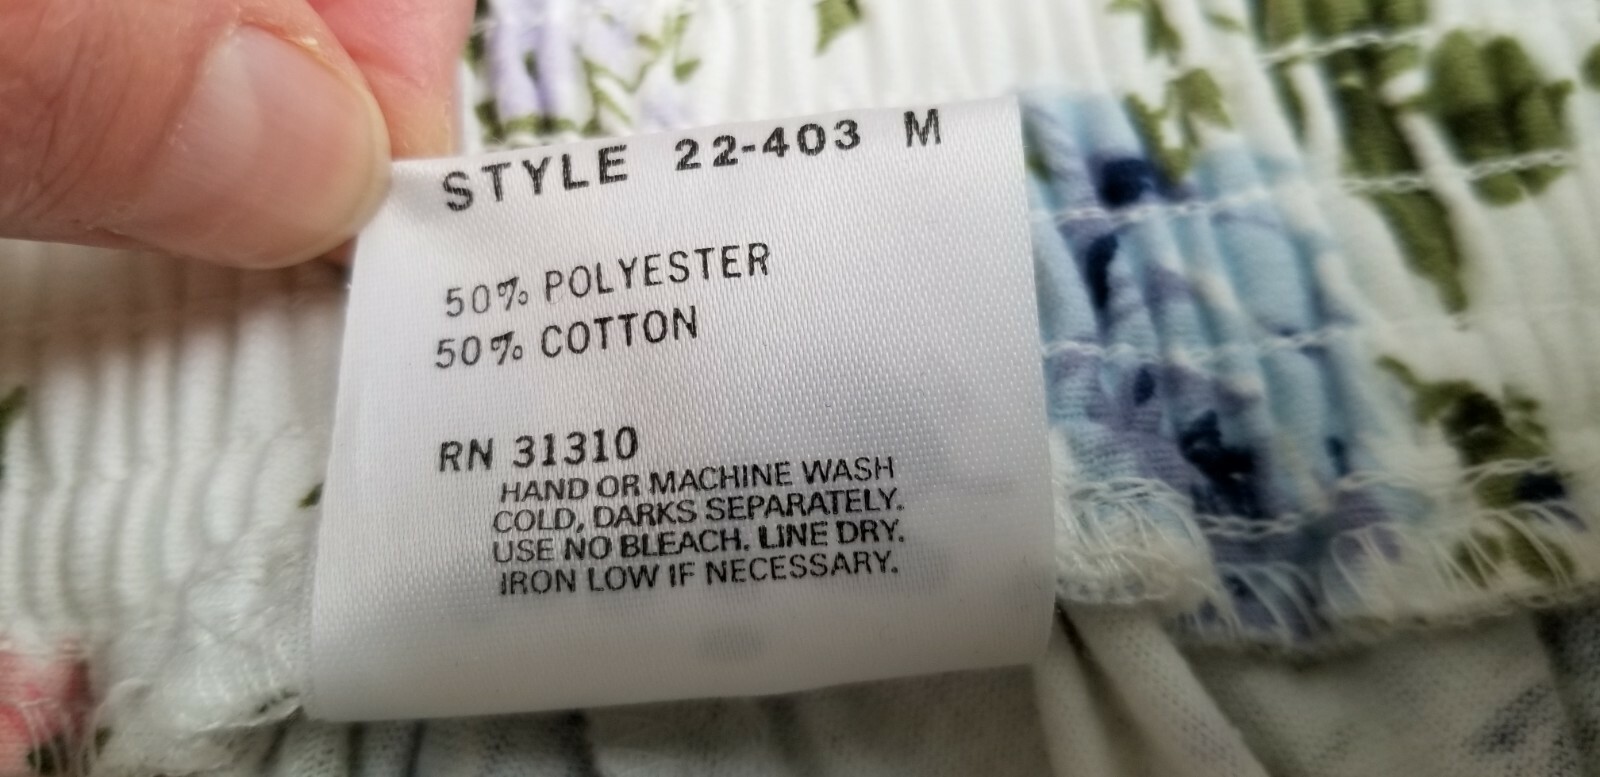 STYLE 22-403 M
50% POLYESTER
50% COTTON
RN 31310
HAND OR MACHINE WASH
COLD, DARKS SEPARATELY.
USE NO BLEACH. LINE DRY.
IRON LOW IF NECESSARY.